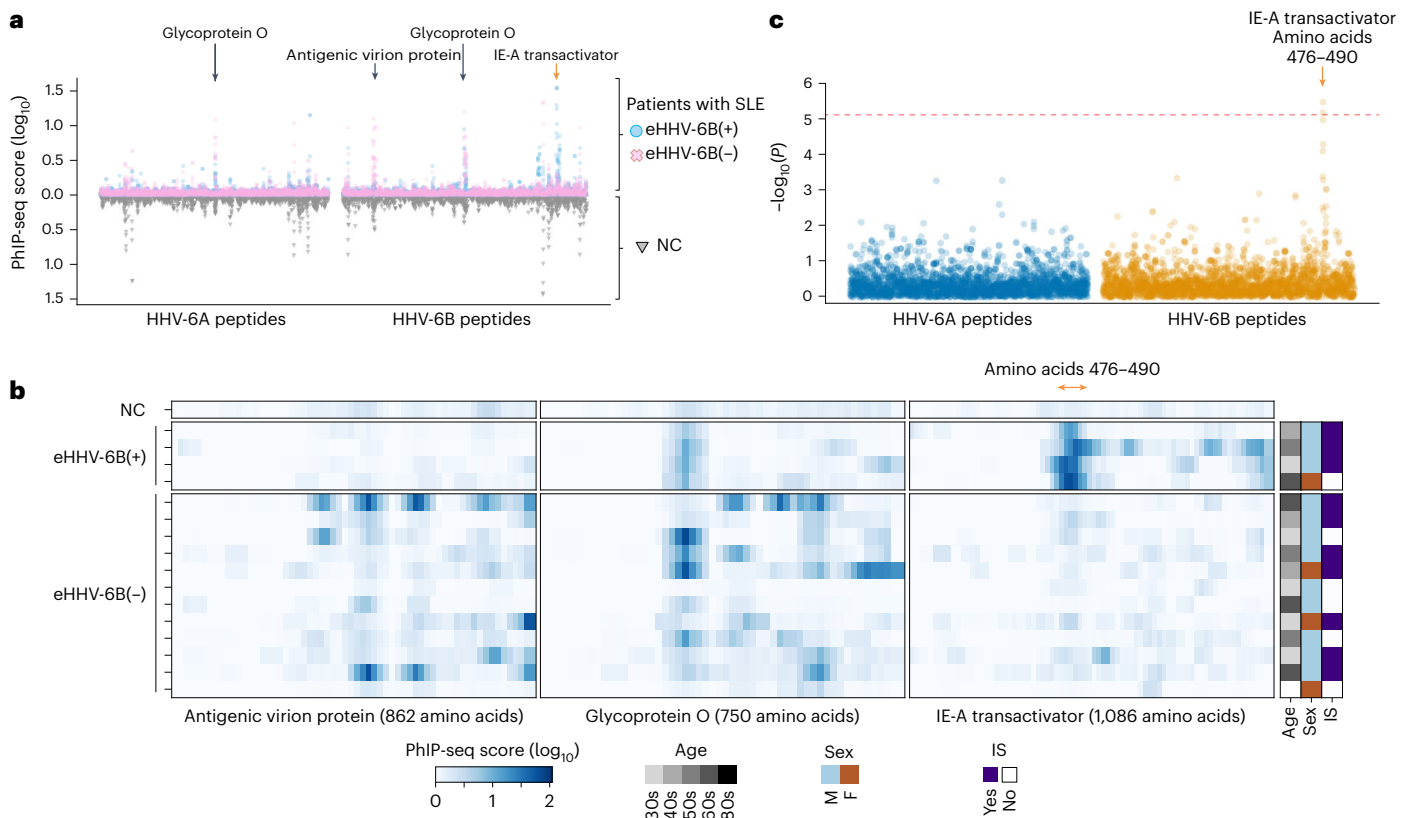 a
Glycoprotein O
Antigenic virion protein
Glycoprotein O
IE-A transactivator
PhIP-seq score (log10)
1.5
1.0
0.5
0.0
0.5
1.0
1.5
Patients with SLE
eHHV-6B(+)
eHHV-6B(–)
NC
HHV-6A peptides
HHV-6B peptides
c
IE-A transactivator
Amino acids
476–490
–log10(P)
6
5
4
3
2
1
0
HHV-6A peptides
HHV-6B peptides
b
Amino acids 476–490
NC
eHHV-6B(+)
eHHV-6B(–)
Antigenic virion protein (862 amino acids)
Glycoprotein O (750 amino acids)
IE-A transactivator (1,086 amino acids)
Age
Sex
IS
PhIP-seq score (log10)
0 1 2
Age
30s
40s
50s
60s
80s
Sex
M
F
IS
Yes
No